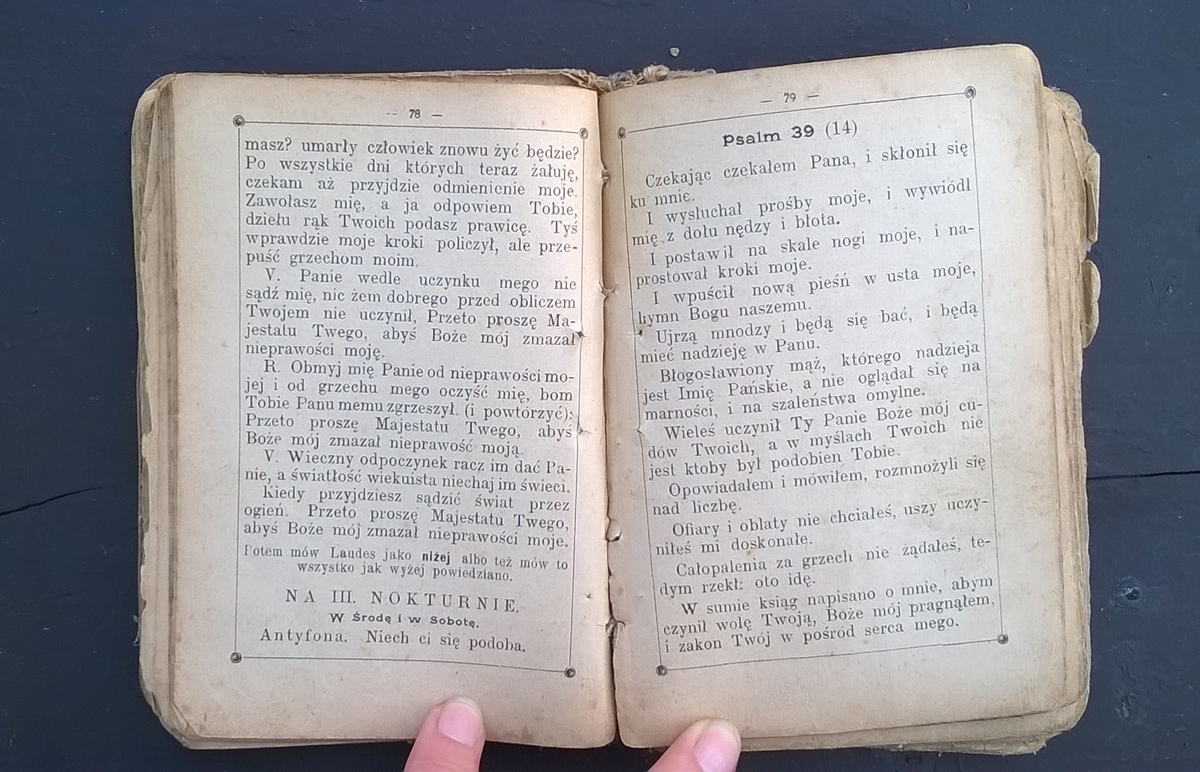 — 78 —
masz? umarły człowiek znowu żyć będzie?
Po wszystkie dni których teraz żałuję,
czekam aż przyjdzie odmienienie moje.
Zawołasz mię, a ja odpowiem Tobie,
dziełu rąk Twoich podasz prawicę. Tyś
wprawdzie moje kroki policzył, ale prze-
puść grzechom moim.
V. Panie wedle uczynku mego nie
sądź mię, nic żem dobrego przed obliczem
Twojem nie uczynił, Przeto proszę Ma-
jestatu Twego, abyś Boże mój zmazał
nieprawości moję.
R. Obmyj mię Panie od nieprawości mo-
jej i od grzechu mego oczyść mię, bom
Tobie Panu memu zgrzeszył. (i powtórzyć):
Przeto proszę Majestatu Twego, abyś
Boże mój zmazał nieprawość moją.
V. Wieczny odpoczynek racz im dać Pa-
nie, a światłość wiekuista niechaj im świeci.
kiedy przyjdziesz sądzić świat przez
ogień. Przeto proszę Majestatu Twego,
abyś Boże mój zmazał nieprawości moje.
Potem mów Laudes jako niżej albo też mów to
wszystko jak wyżej powiedziano.
NA III. NOKTURNIE.
W Środę i w Sobotę.
Antyfona. Niech ci się podoba.
— 79 —
Psalm 39 (14)
Czekając czekałem Pana, i skłonił się
ku mnie.
I wysłuchał prośby moje, i wywiódł
mię z dołu nędzy i błota.
I postawił na skale nogi moje, i na-
prostował kroki moje.
I wpuścił nową pieśń w usta moje,
hymn Bogu naszemu.
Ujrzą mnodzy i będą się bać, i będą
mieć nadzieję w Panu.
Błogosławiony mąż, którego nadzieja
jest Imię Pańskie, a nie oglądał się na
marności, i na szaleństwa omylne.
Wieleś uczynił Ty Panie Boże mój cu-
dów Twoich, a w myślach Twoich nie
jest ktoby był podobien Tobie.
Opowiadałem i mówiłem, rozmnożyli się
nad liczbę.
Ofiary i oblaty nie chciałeś, uszy uczy-
niłeś mi doskonałe.
Całopalenia za grzech nie żądałeś, te-
dym rzekł: oto idę.
W sumie ksiąg napisano o mnie, abym
czynił wolę Twoją, Boże mój pragnąłem,
i zakon Twój w pośród serca mego.